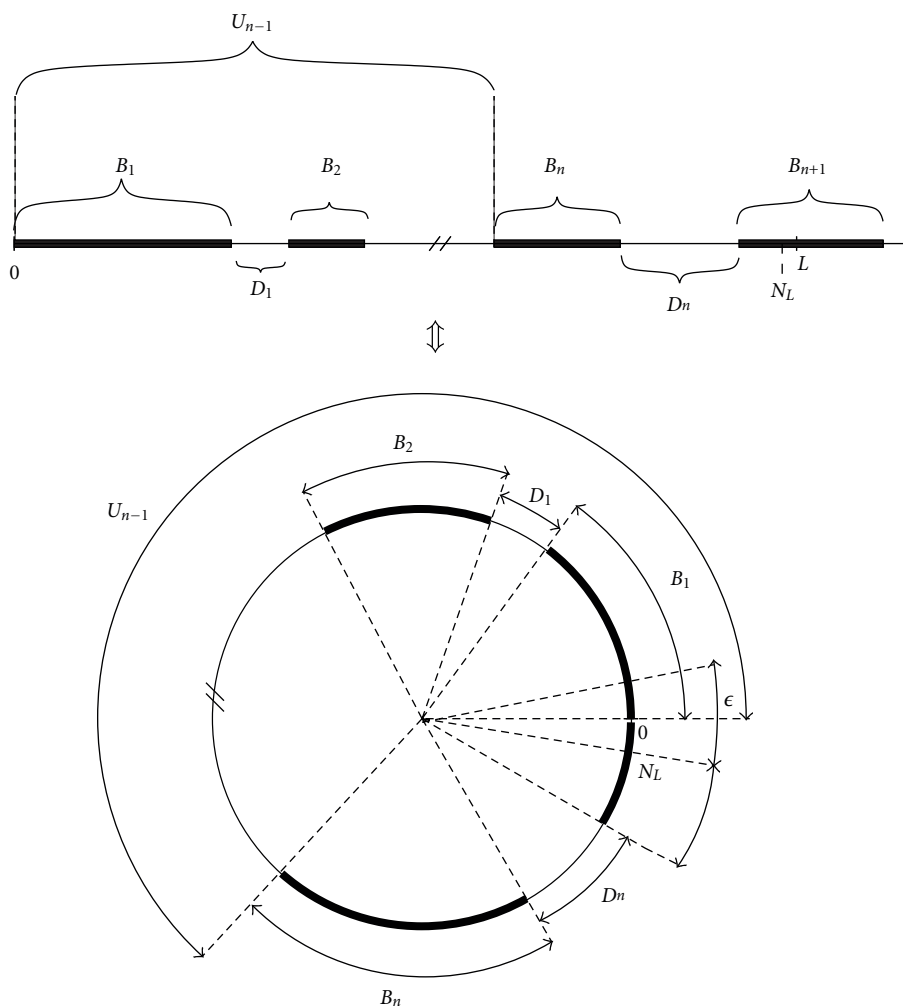 U_{n−1}
B_1
B_2
B_n
B_{n+1}
0
D_1
D_n
N_L
L
B_2
D_1
U_{n−1}
B_1
ϵ
0
N_L
D_n
B_n